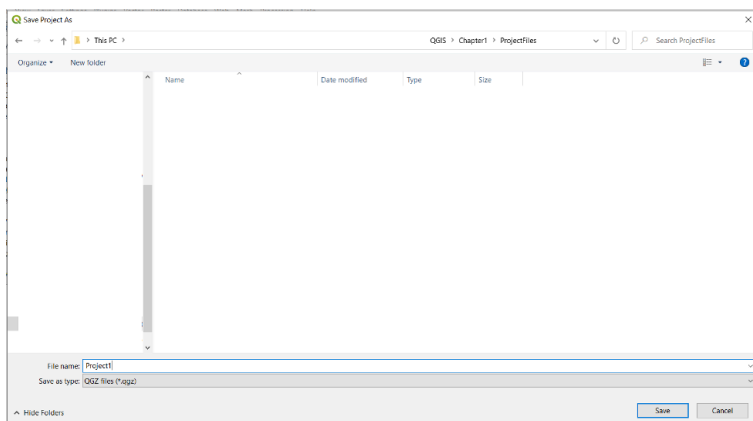 Save Project As
This PC > QGIS > Chapter1 > ProjectFiles Search ProjectFiles
Organize New folder
Name Date modified Type Size
File name: Project1
Save as type: QGZ files (*.qgz)
Hide Folders Save Cancel